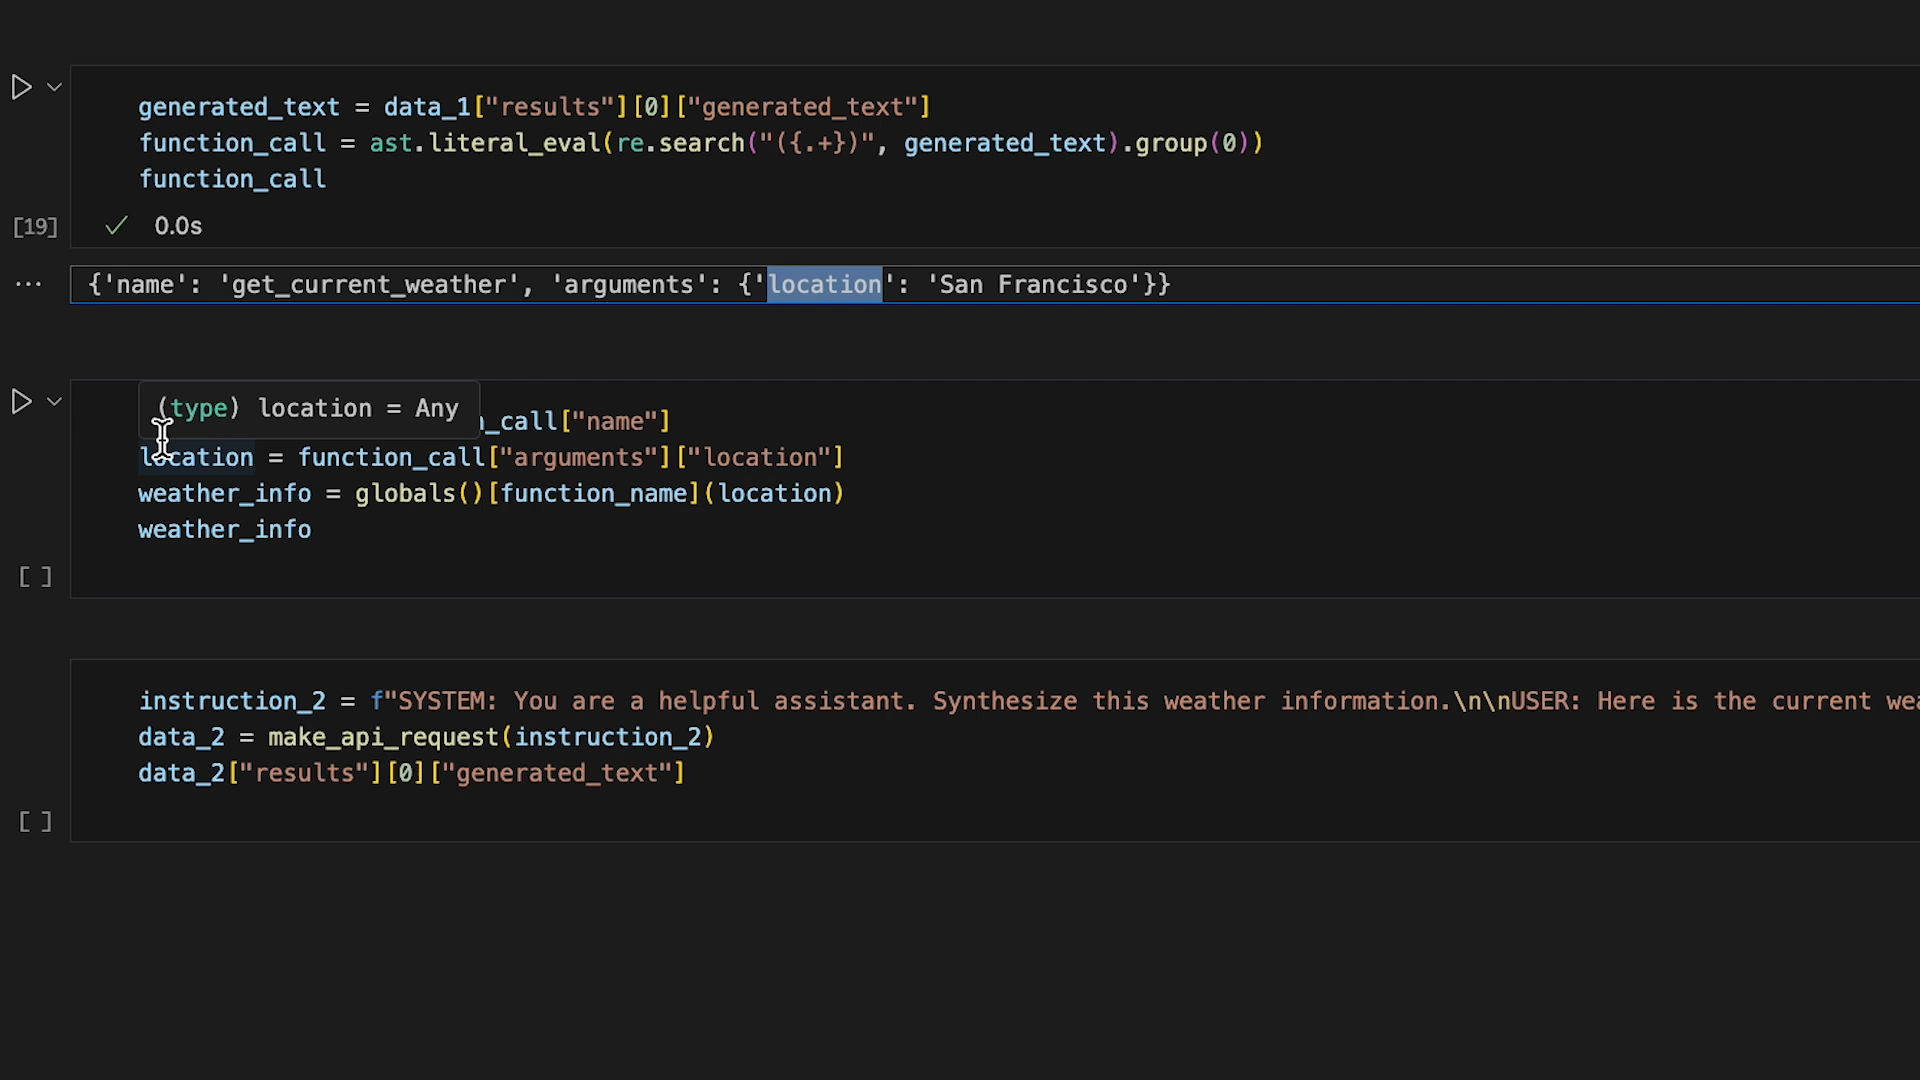 generated_text = data_1["results"][0]["generated_text"]
function_call = ast.literal_eval(re.search("({.+})", generated_text).group(0))
function_call
[19] 0.0s
... {'name': 'get_current_weather', 'arguments': {'location': 'San Francisco'}}
(type) location = Any
_call["name"]
location = function_call["arguments"]["location"]
weather_info = globals()[function_name](location)
weather_info
[ ]
instruction_2 = f"SYSTEM: You are a helpful assistant. Synthesize this weather information.\n\nUSER: Here is the current
data_2 = make_api_request(instruction_2)
data_2["results"][0]["generated_text"]
[ ]